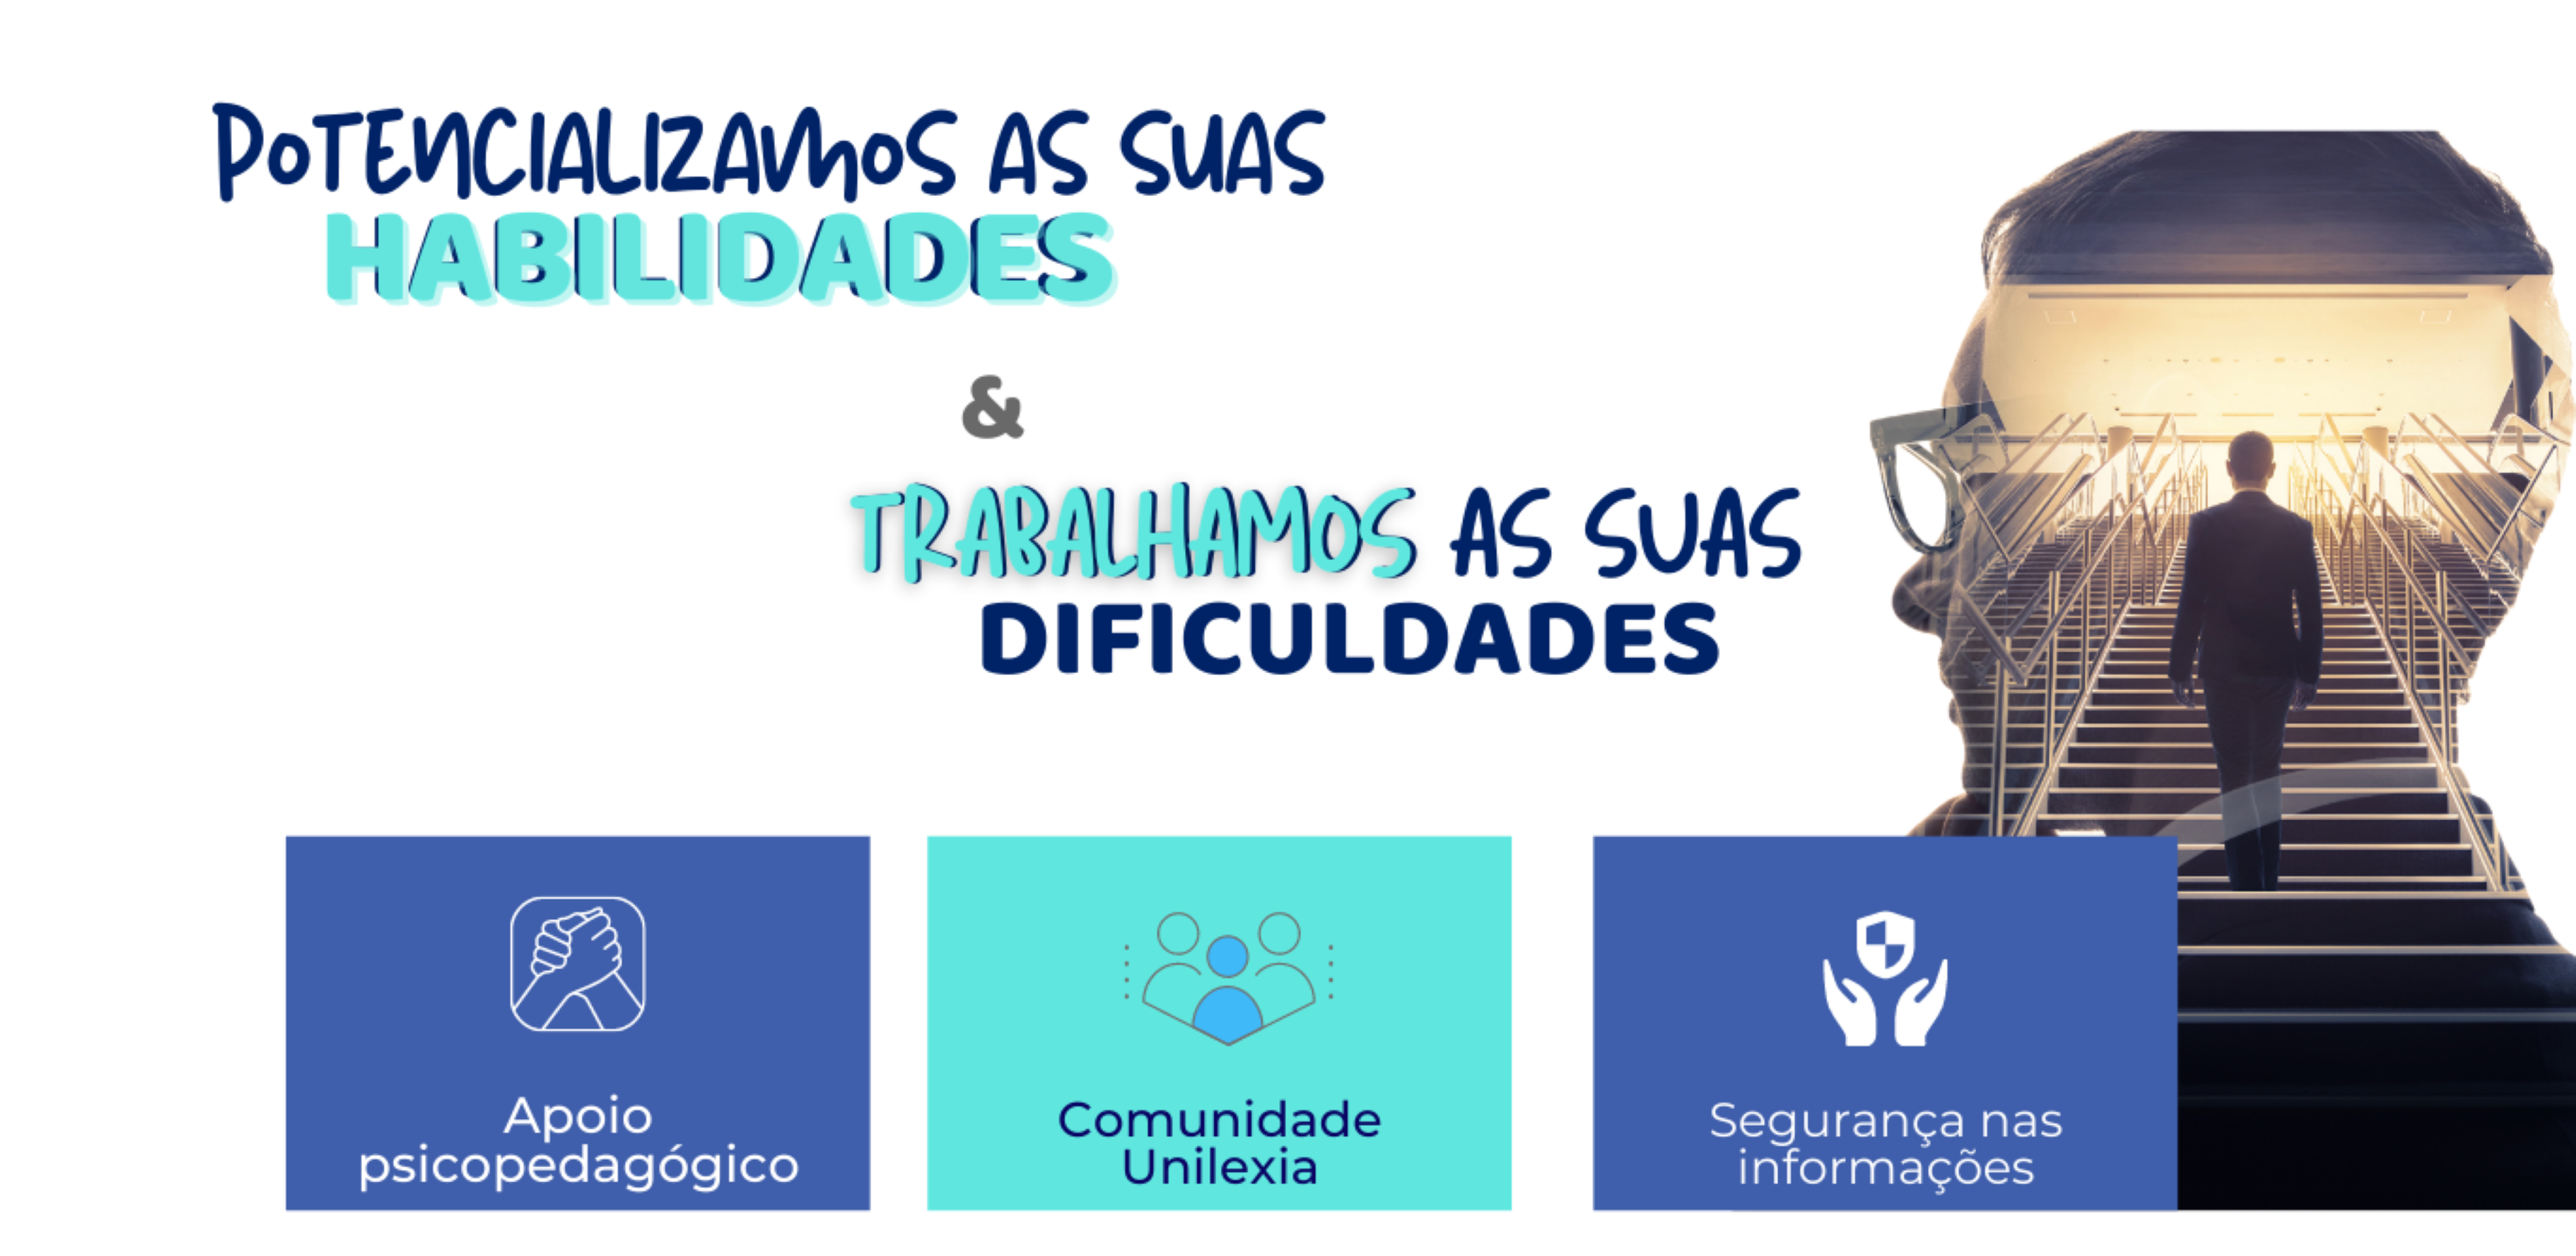 POTENCIALIZAMOS AS SUAS
HABILIDADES
&
TRABALHAMOS AS SUAS
DIFICULDADES
Apoio
psicopedagógico
Comunidade
Unilexia
Segurança nas
informações